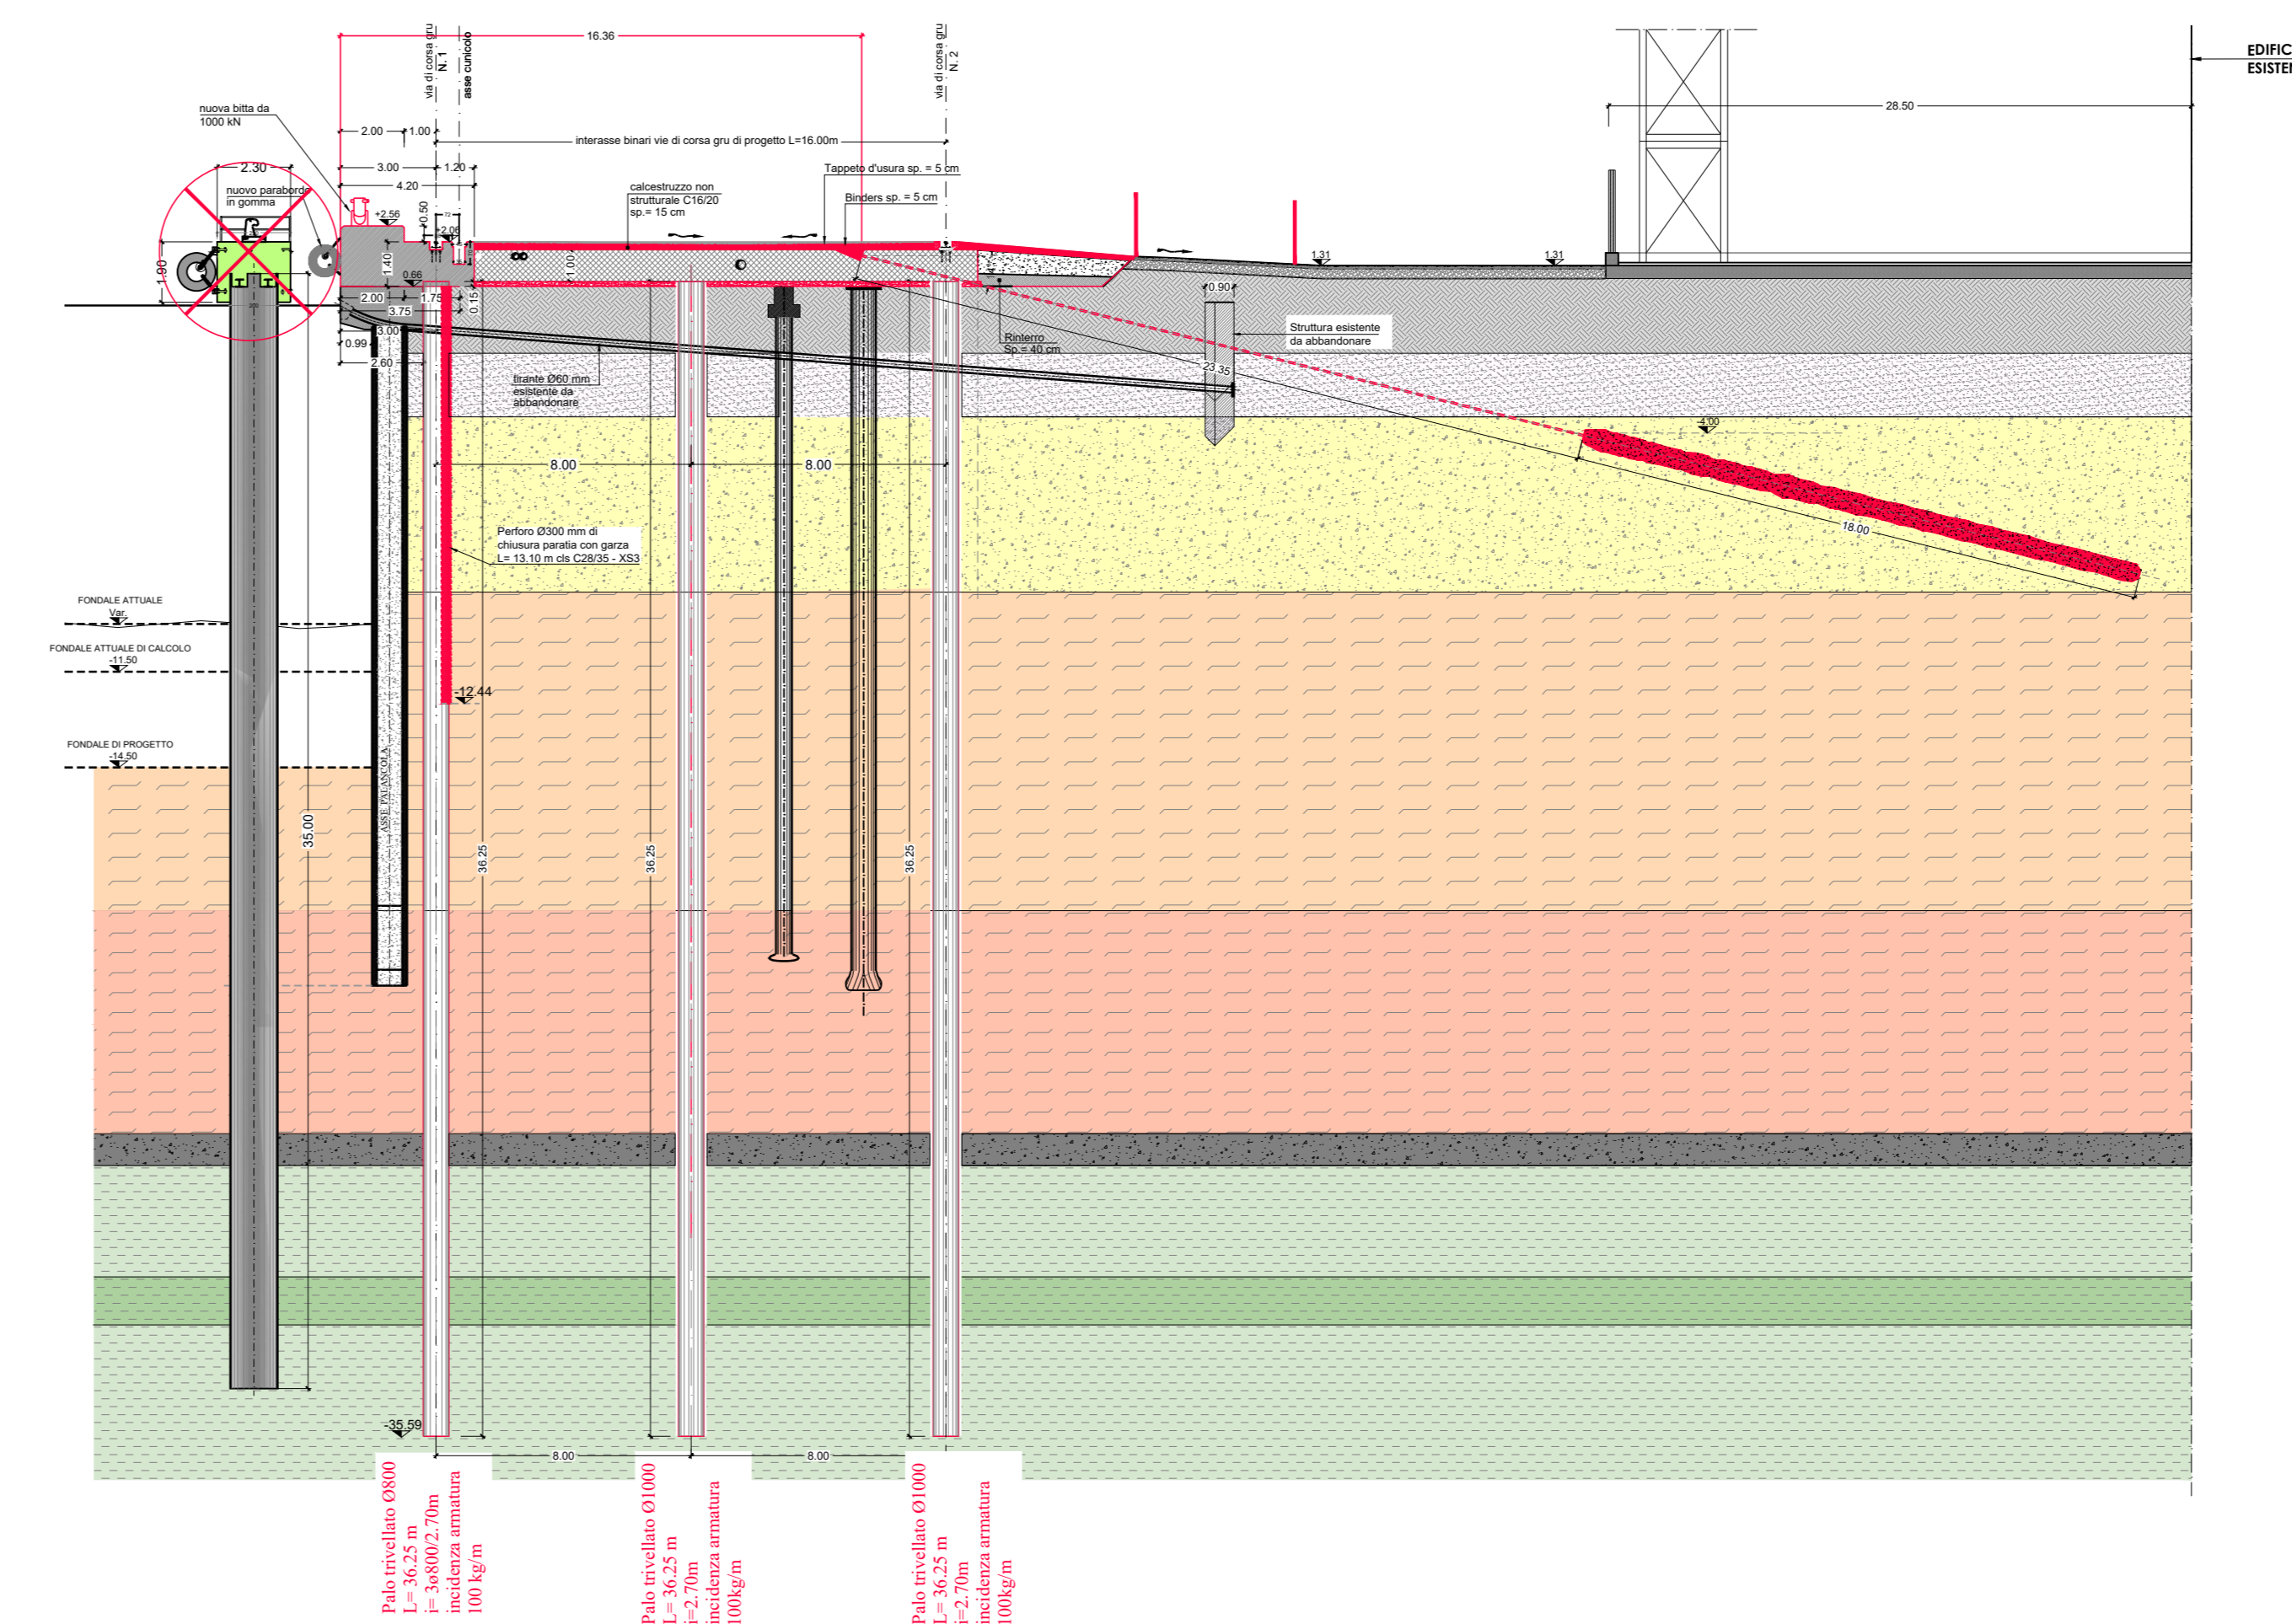 16.36
via di corsa gru
N. 1
asse cunicolo
via di corsa gru
N. 2
EDIFIC
ESISTE
28.50
nuova bitta da
1000 kN
2.00
1.00
interasse binari vie di corsa gru di progetto L=16.00m
3.00
1.20
2.30
4.20
Tappeto d'usura sp. = 5 cm
nuovo parabordo
in gomma
calcestruzzo non
strutturale C16/20
sp.= 15 cm
Binders sp. = 5 cm
+2.56
0.50
72
+2.06
1.90
1.40
1.00
0.66
1.31
1.31
200
2.00
1.75
0.15
0.90
3.75
3.00
0.99
2.60
Rinterro
Sp.= 40 cm
Struttura esistente
da abbandonare
23.35
tirante Ø60 mm
esistente da
abbandonare
-4.00
8.00
8.00
18.00
Perforo Ø300 mm di
chiusura paratia con garza
L= 13.10 m cls C28/35 - XS3
FONDALE ATTUALE
Var.
FONDALE ATTUALE DI CALCOLO
-11.50
-12.44
FONDALE DI PROGETTO
-14.50
ASSE PALANCOLA
35.00
36.25
36.25
36.25
-35.59
8.00
8.00
Palo trivellato Ø800
L= 36.25 m
i= 3ø800/2.70m
incidenza armatura
100 kg/m
Palo trivellato Ø1000
L= 36.25 m
i=2.70m
incidenza armatura
100kg/m
Palo trivellato Ø1000
L= 36.25 m
i=2.70m
incidenza armatura
100kg/m